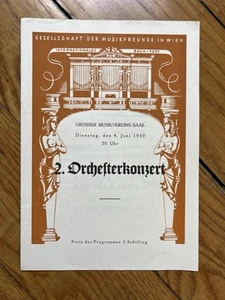 GESELLSCHAFT DER MUSIKFREUNDE IN WIEN
INTERNATIONALES BACH-FEST
GROSSER MUSIKVEREINS-SAAL
Dienstag, den 6. Juni 1950
20 Uhr
2. Orchesterkonzert
Preis des Programmes 2 Schilling